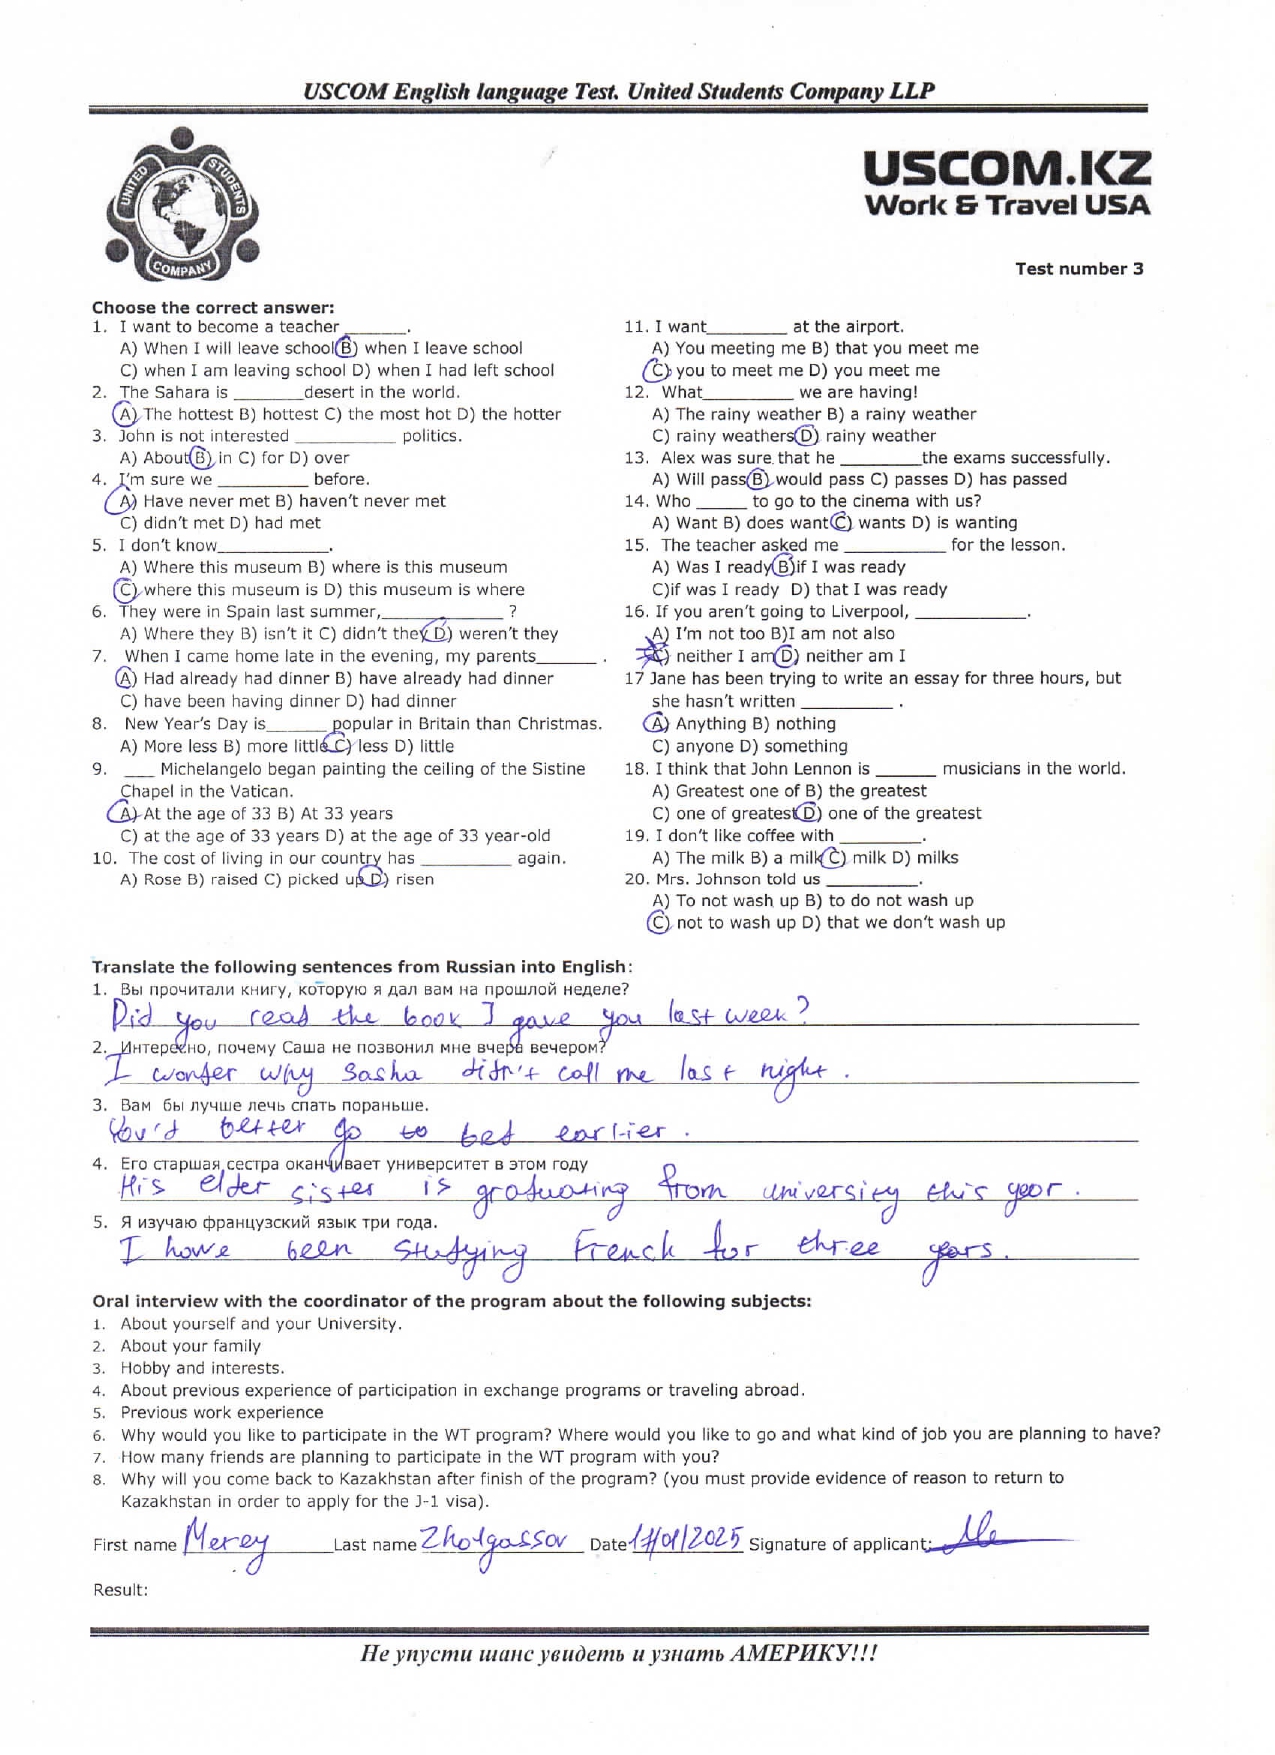 USCOM English language Test. United Students Company LLP
UNITED STUDENTS COMPANY
USCOM.KZ
Work & Travel USA
Test number 3
Choose the correct answer:
1. I want to become a teacher ______.
A) When I will leave school B) when I leave school
C) when I am leaving school D) when I had left school
2. The Sahara is ______desert in the world.
A) The hottest B) hottest C) the most hot D) the hotter
3. John is not interested _________ politics.
A) About B) in C) for D) over
4. I'm sure we ________ before.
A) Have never met B) haven't never met
C) didn't met D) had met
5. I don't know__________.
A) Where this museum B) where is this museum
C) where this museum is D) this museum is where
6. They were in Spain last summer,___________ ?
A) Where they B) isn't it C) didn't they D) weren't they
7. When I came home late in the evening, my parents______ .
A) Had already had dinner B) have already had dinner
C) have been having dinner D) had dinner
8. New Year's Day is______ popular in Britain than Christmas.
A) More less B) more little C) less D) little
9. ___ Michelangelo began painting the ceiling of the Sistine
Chapel in the Vatican.
A) At the age of 33 B) At 33 years
C) at the age of 33 years D) at the age of 33 year-old
10. The cost of living in our country has ________ again.
A) Rose B) raised C) picked up D) risen
11. I want________ at the airport.
A) You meeting me B) that you meet me
C) you to meet me D) you meet me
12. What________ we are having!
A) The rainy weather B) a rainy weather
C) rainy weathers D) rainy weather
13. Alex was sure that he ________the exams successfully.
A) Will pass B) would pass C) passes D) has passed
14. Who _____ to go to the cinema with us?
A) Want B) does want C) wants D) is wanting
15. The teacher asked me _________ for the lesson.
A) Was I ready B)if I was ready
C)if was I ready D) that I was ready
16. If you aren't going to Liverpool, __________.
A) I'm not too B)I am not also
C) neither I am D) neither am I
17 Jane has been trying to write an essay for three hours, but
she hasn't written ________ .
A) Anything B) nothing
C) anyone D) something
18. I think that John Lennon is ______ musicians in the world.
A) Greatest one of B) the greatest
C) one of greatest D) one of the greatest
19. I don't like coffee with ________.
A) The milk B) a milk C) milk D) milks
20. Mrs. Johnson told us ________.
A) To not wash up B) to do not wash up
C) not to wash up D) that we don't wash up
Translate the following sentences from Russian into English:
1. Вы прочитали книгу, которую я дал вам на прошлой неделе?
Did you read the book I gave you last week?
2. Интересно, почему Саша не позвонил мне вчера вечером?
I wonder why Sasha didn't call me last night.
3. Вам бы лучше лечь спать пораньше.
You'd better go to bed earlier.
4. Его старшая сестра оканчивает университет в этом году
His elder sister is graduating from university this year.
5. Я изучаю французский язык три года.
I have been studying French for three years.
Oral interview with the coordinator of the program about the following subjects:
1. About yourself and your University.
2. About your family
3. Hobby and interests.
4. About previous experience of participation in exchange programs or traveling abroad.
5. Previous work experience
6. Why would you like to participate in the WT program? Where would you like to go and what kind of job you are planning to have?
7. How many friends are planning to participate in the WT program with you?
8. Why will you come back to Kazakhstan after finish of the program? (you must provide evidence of reason to return to
Kazakhstan in order to apply for the J-1 visa).
First name Merey Last name Zholgassov Date 17/01/2025 Signature of applicant:
Result:
Не упусти шанс увидеть и узнать АМЕРИКУ!!!